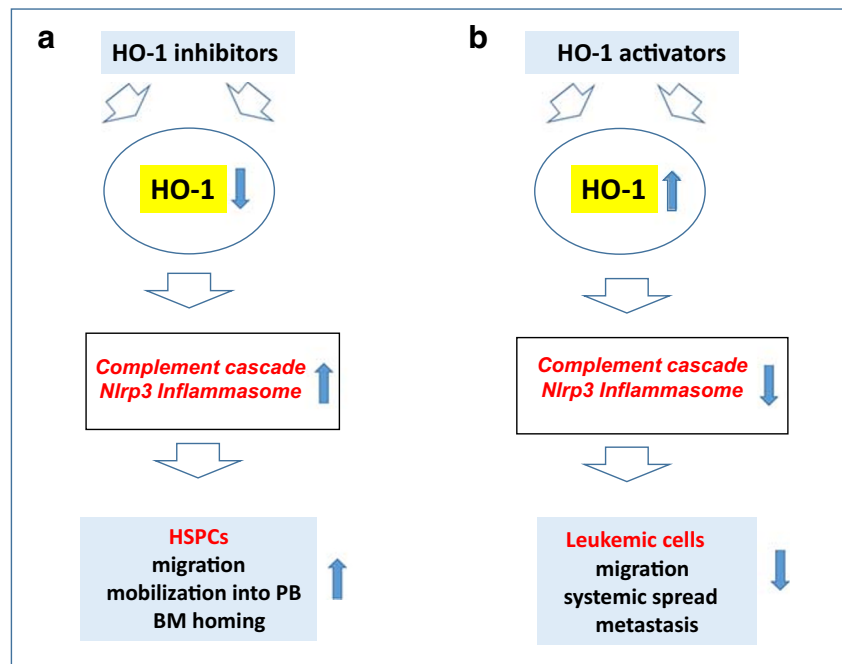 a
HO-1 inhibitors
HO-1
Complement cascade
Nlrp3 Inflammasome
HSPCs
migration
mobilization into PB
BM homing
b
HO-1 activators
HO-1
Complement cascade
Nlrp3 Inflammasome
Leukemic cells
migration
systemic spread
metastasis